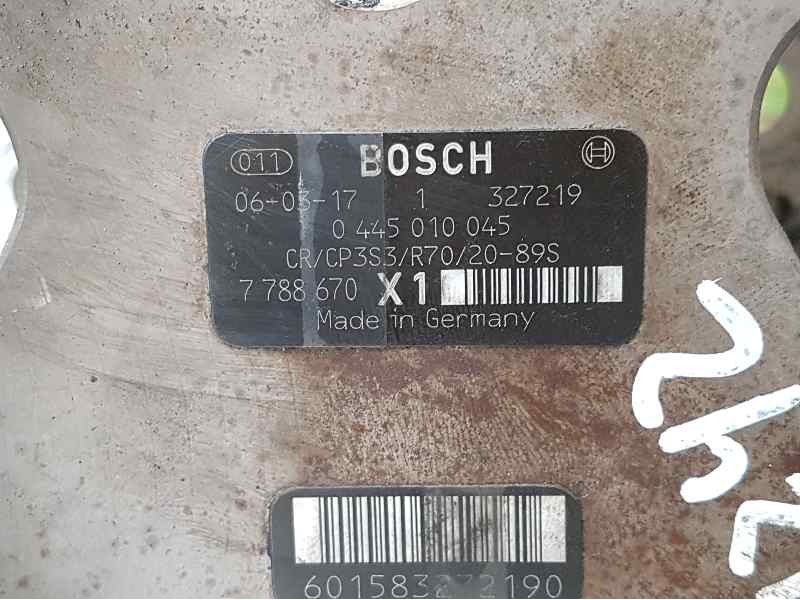 011 BOSCH
06-03-17 1 327219
0 445 010 045
CR/CP3S3/R70/20-89S
7 788 670 X1
Made in Germany